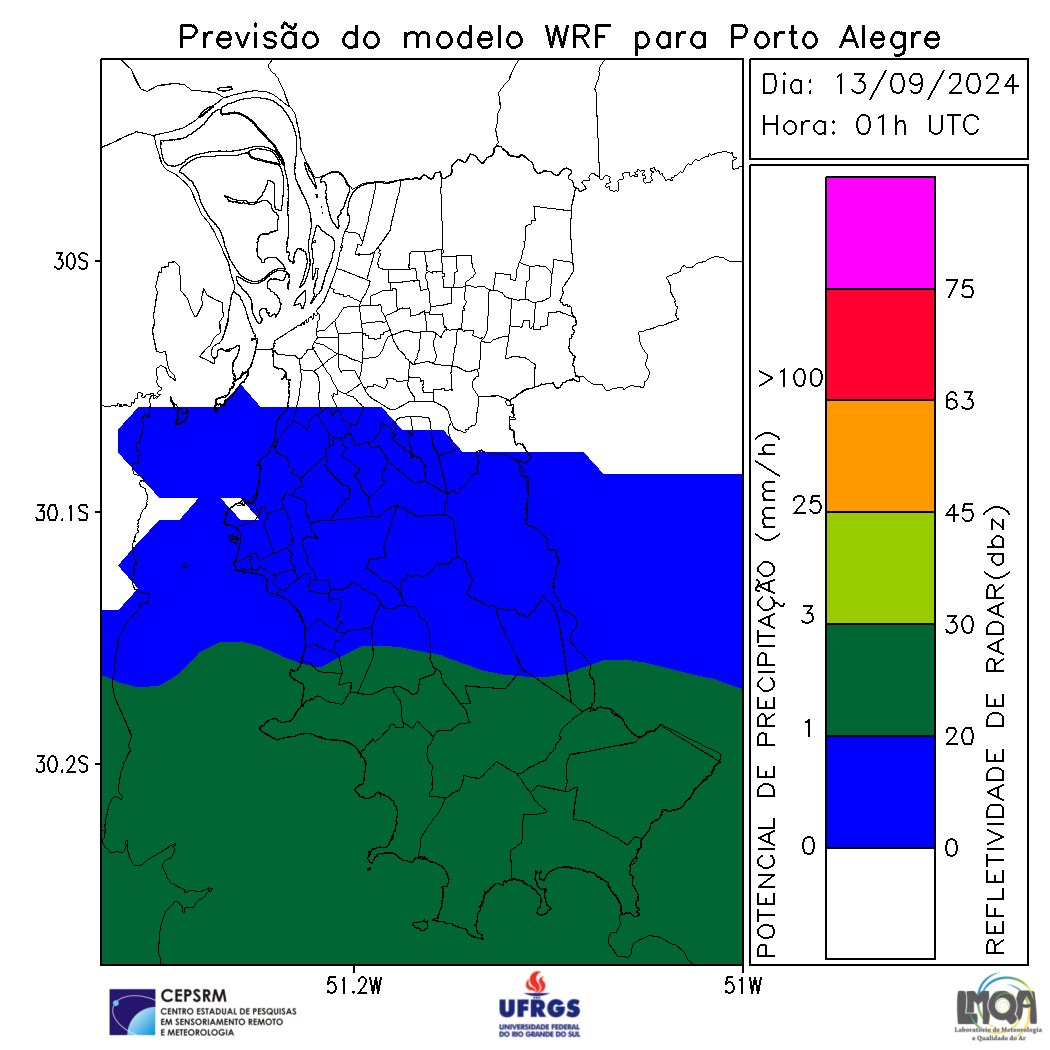 Previsão do modelo WRF para Porto Alegre
Dia: 13/09/2024
Hora: 01h UTC
30S
30.1S
30.2S
51.2W
51W
POTENCIAL DE PRECIPITAÇÃO (mm/h)
>100
25
3
1
0
75
63
45
30
20
0
REFLETIVIDADE DE RADAR(dbz)
CEPSRM
CENTRO ESTADUAL DE PESQUISAS
EM SENSORIAMENTO REMOTO
E METEOROLOGIA
UFRGS
UNIVERSIDADE FEDERAL
DO RIO GRANDE DO SUL
LMQA
Laboratório de Meteorologia
e Qualidade do Ar